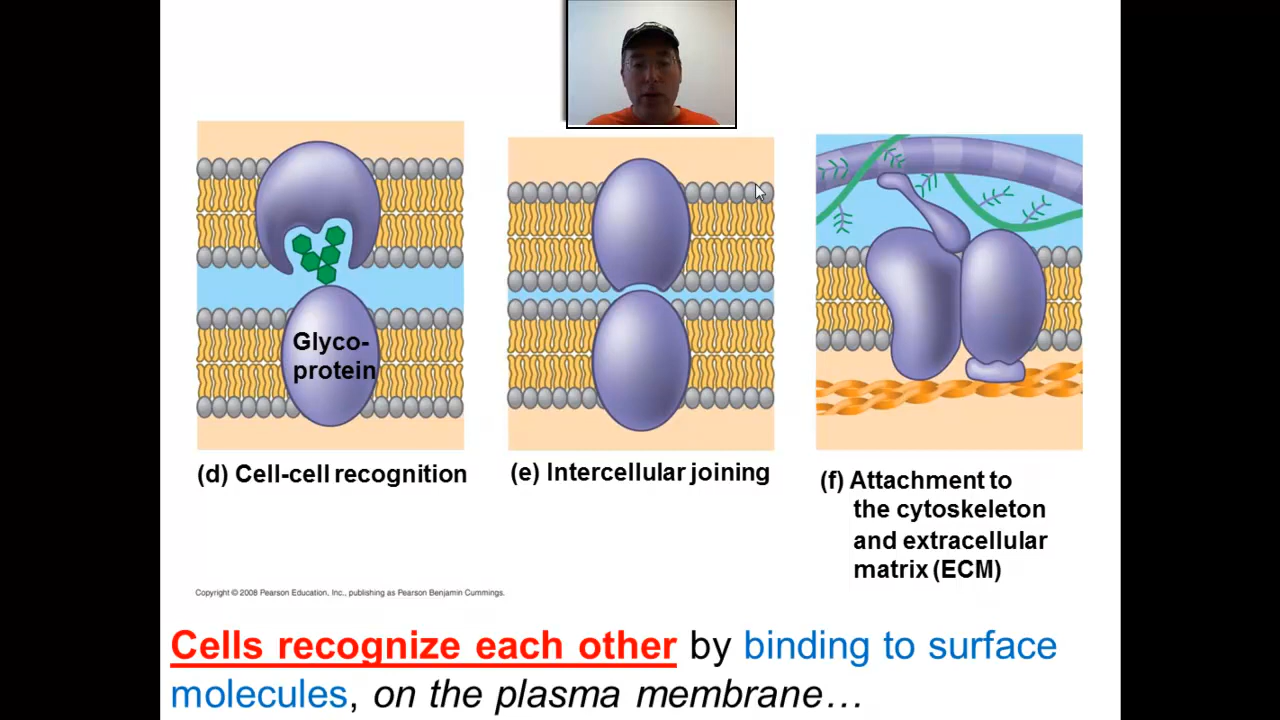 Glyco-
protein
(d) Cell-cell recognition
(e) Intercellular joining
(f) Attachment to
the cytoskeleton
and extracellular
matrix (ECM)
Copyright © 2008 Pearson Education, Inc., publishing as Pearson Benjamin Cummings.
Cells recognize each other by binding to surface
molecules, on the plasma membrane…